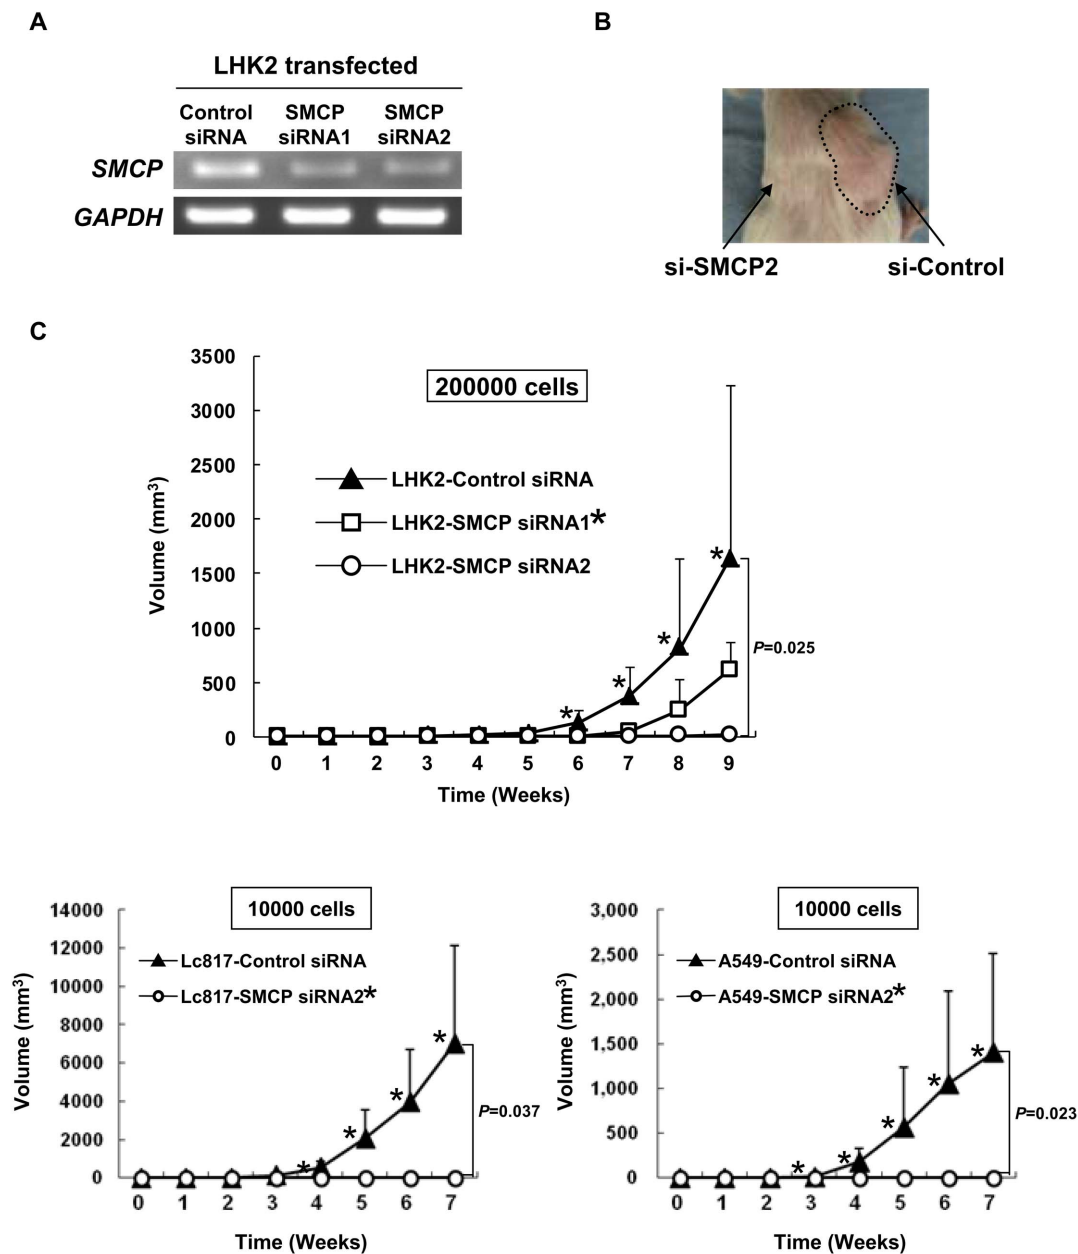 A
LHK2 transfected
Control siRNA
SMCP siRNA1
SMCP siRNA2
SMCP
GAPDH
B
si-SMCP2
si-Control
C
200000 cells
3500
3000
2500
2000
1500
1000
500
0
Volume (mm³)
LHK2-Control siRNA
LHK2-SMCP siRNA1*
LHK2-SMCP siRNA2
* * * *
P=0.025
0 1 2 3 4 5 6 7 8 9
Time (Weeks)
10000 cells
14000
12000
10000
8000
6000
4000
2000
0
Volume (mm³)
Lc817-Control siRNA
Lc817-SMCP siRNA2*
* * * *
P=0.037
0 1 2 3 4 5 6 7
Time (Weeks)
10000 cells
3,000
2,500
2,000
1,500
1,000
500
0
Volume (mm³)
A549-Control siRNA
A549-SMCP siRNA2*
* * * * *
P=0.023
0 1 2 3 4 5 6 7
Time (Weeks)